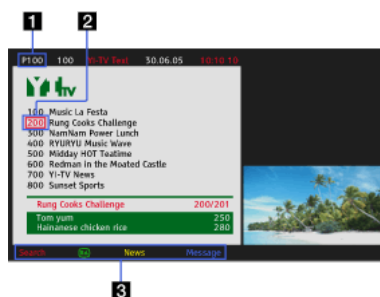 1 2
P100 100 Yi-TV Text 30.06.05 10:10 10
Yi tv
100 Music La Festa
200 Rung Cooks Challenge
300 NamNam Power Lunch
400 RYURYU Music Wave
500 Midday HOT Teatime
600 Redman in the Moated Castle
700 Yi-TV News
800 Sunset Sports
Rung Cooks Challenge 200/201
Tom yum 250
Hainanese chicken rice 280
Search News Message
3